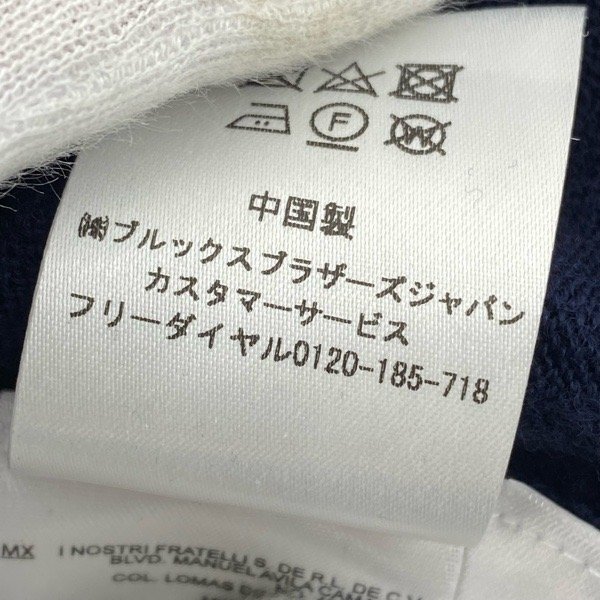 F
W
中国製
㈱ブルックスブラザーズジャパン
カスタマーサービス
フリーダイヤル0120-185-718
MX I NOSTRI FRATELLI S. DE R.L. DE C.V.
BLVD. MANUEL AVILA CAM
COL. LOMAS DE